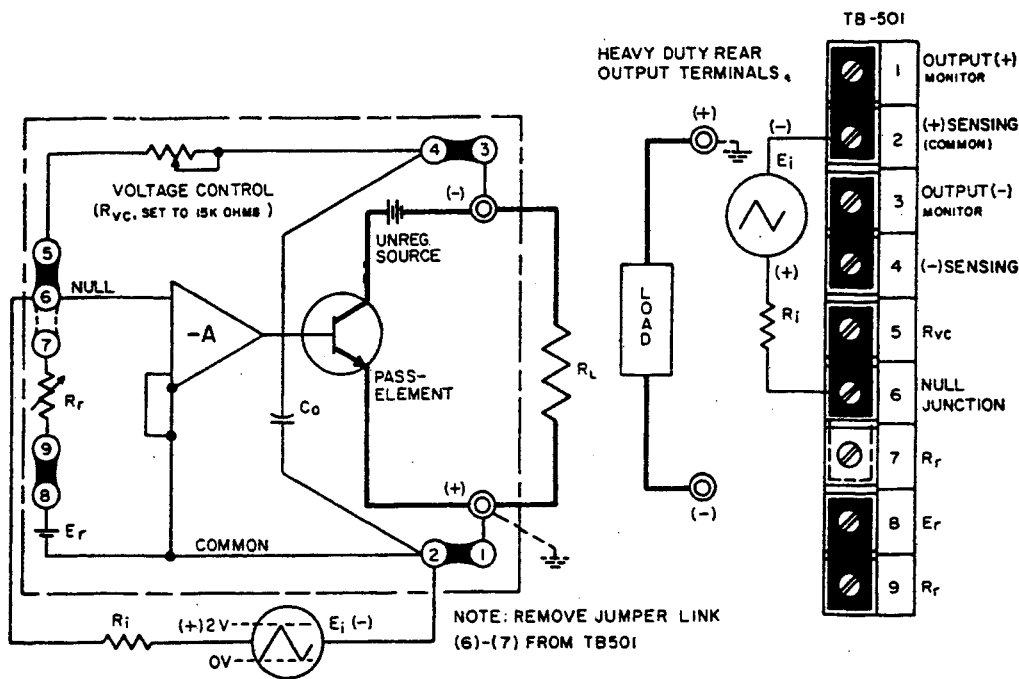 TB-501
HEAVY DUTY REAR
OUTPUT TERMINALS.
1 OUTPUT (+)
MONITOR
2 (+) SENSING
(COMMON)
3 OUTPUT (-)
MONITOR
4 (-) SENSING
5 Rvc
6 NULL
JUNCTION
7 Rr
8 Er
9 Rr
(+)
(-)
Ei
(+)
Ri
LOAD
(-)
4 3
VOLTAGE CONTROL
(RVC, SET TO 15K OHMS)
(-)
UNREG.
SOURCE
5
6
NULL
7
-A
PASS-
ELEMENT
RL
Rr
Co
9
8
(+)
Er
COMMON
2 1
Ri
(+) 2V
Ei (-)
0V
NOTE: REMOVE JUMPER LINK
(6)-(7) FROM TB501